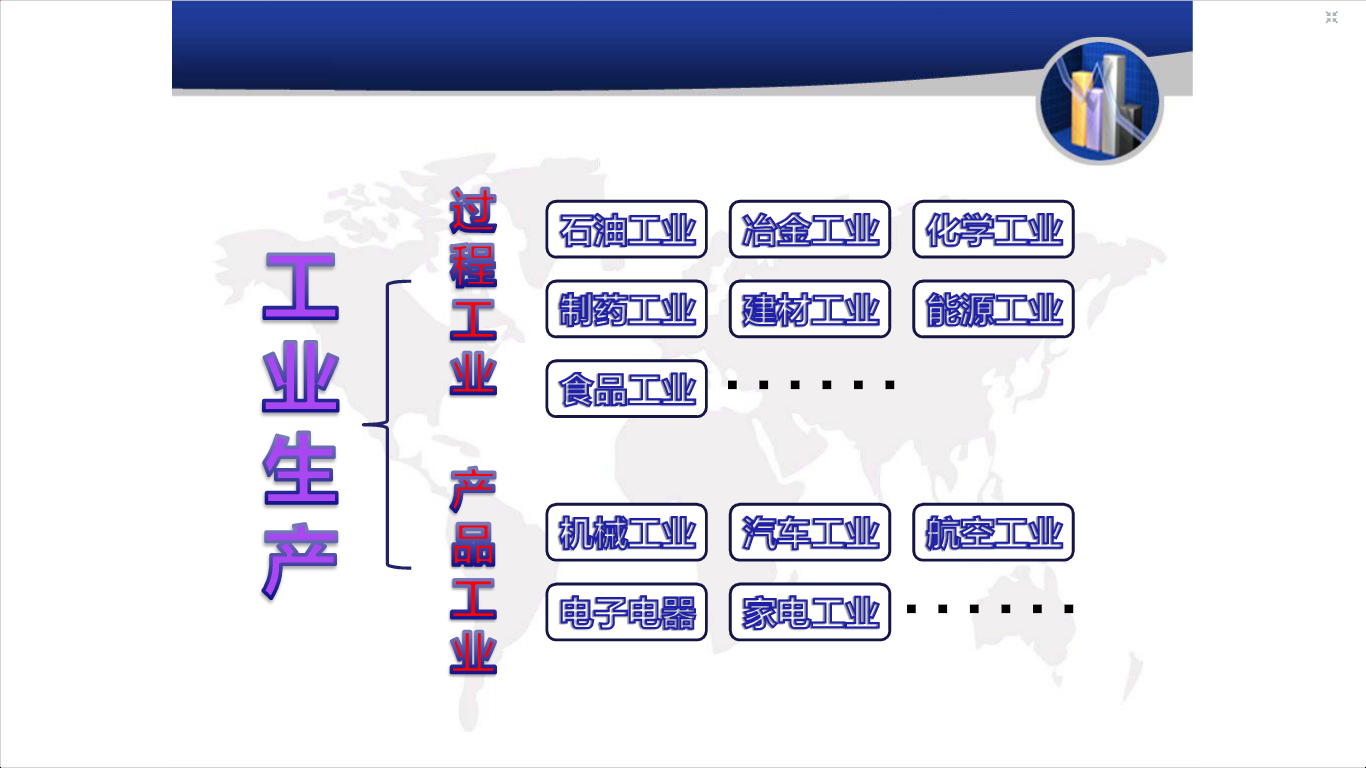 工业生产
过程工业
石油工业 冶金工业 化学工业
制药工业 建材工业 能源工业
食品工业 ······
产品工业
机械工业 汽车工业 航空工业
电子电器 家电工业 ······